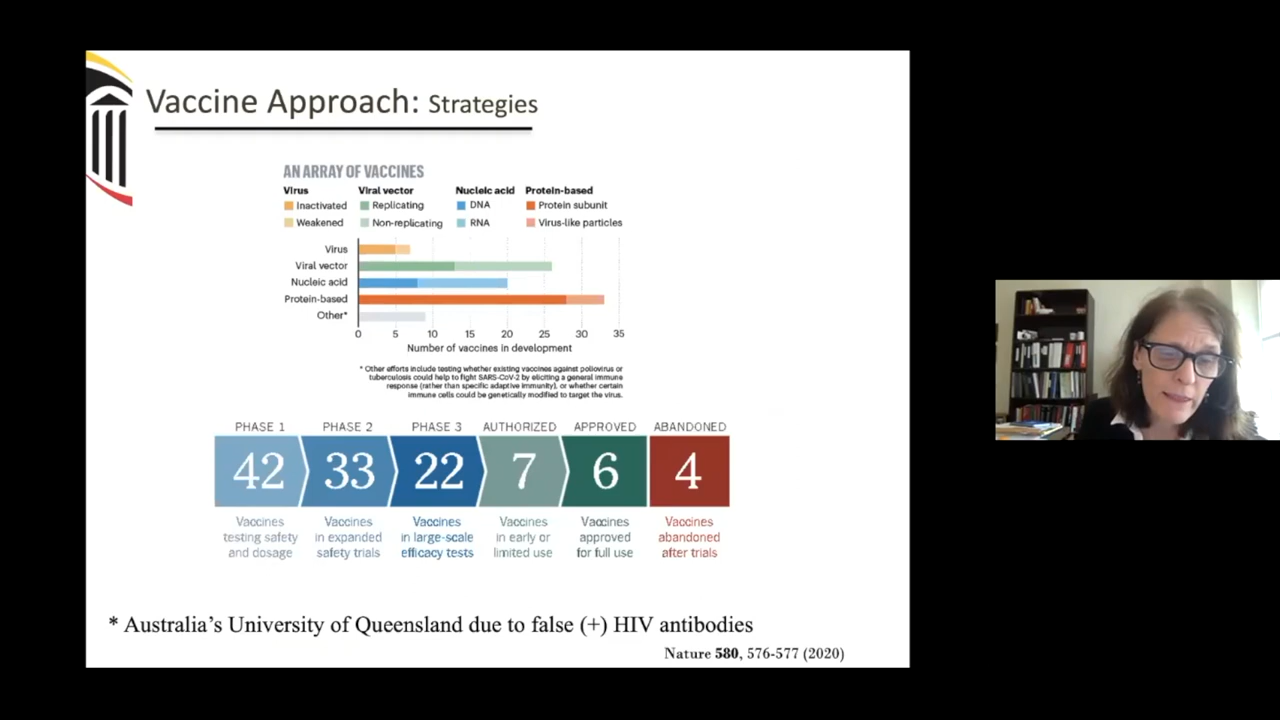 Vaccine Approach: Strategies
AN ARRAY OF VACCINES
Virus Viral vector Nucleic acid Protein-based
Inactivated Replicating DNA Protein subunit
Weakened Non-replicating RNA Virus-like particles
Virus
Viral vector
Nucleic acid
Protein-based
Other*
0 5 10 15 20 25 30 35
Number of vaccines in development
* Other efforts include testing whether existing vaccines against poliovirus or
tuberculosis could help to fight SARS-CoV-2 by eliciting a general immune
response (rather than specific adaptive immunity), or whether certain
immune cells could be genetically modified to target the virus.
PHASE 1 PHASE 2 PHASE 3 AUTHORIZED APPROVED ABANDONED
42 33 22 7 6 4
Vaccines Vaccines Vaccines Vaccines Vaccines Vaccines
testing safety in expanded in large-scale in early or approved abandoned
and dosage safety trials efficacy tests limited use for full use after trials
* Australia's University of Queensland due to false (+) HIV antibodies
Nature 580, 576-577 (2020)